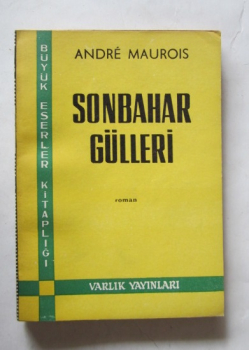 ANDRÉ MAUROIS
SONBAHAR
GÜLLERİ
roman
VARLIK YAYINLARI
BÜYÜK ESERLER KİTAPLIĞI